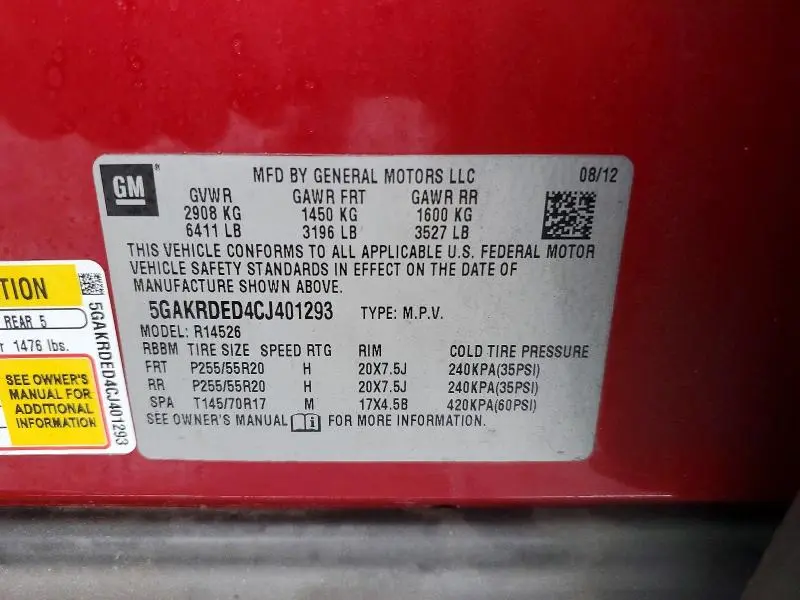 GM
MFD BY GENERAL MOTORS LLC 08/12
GVWR GAWR FRT GAWR RR
2908 KG 1450 KG 1600 KG
6411 LB 3196 LB 3527 LB
THIS VEHICLE CONFORMS TO ALL APPLICABLE U.S. FEDERAL MOTOR
VEHICLE SAFETY STANDARDS IN EFFECT ON THE DATE OF
MANUFACTURE SHOWN ABOVE.
5GAKRDED4CJ401293 TYPE: M.P.V.
MODEL: R14526
RBBM TIRE SIZE SPEED RTG RIM COLD TIRE PRESSURE
FRT P255/55R20 H 20X7.5J 240KPA(35PSI)
RR P255/55R20 H 20X7.5J 240KPA(35PSI)
SPA T145/70R17 M 17X4.5B 420KPA(60PSI)
SEE OWNER'S MANUAL i FOR MORE INFORMATION.
TION
REAR 5
1476 lbs.
SEE OWNER'S
MANUAL FOR
ADDITIONAL
INFORMATION
5GAKRDED4CJ401293